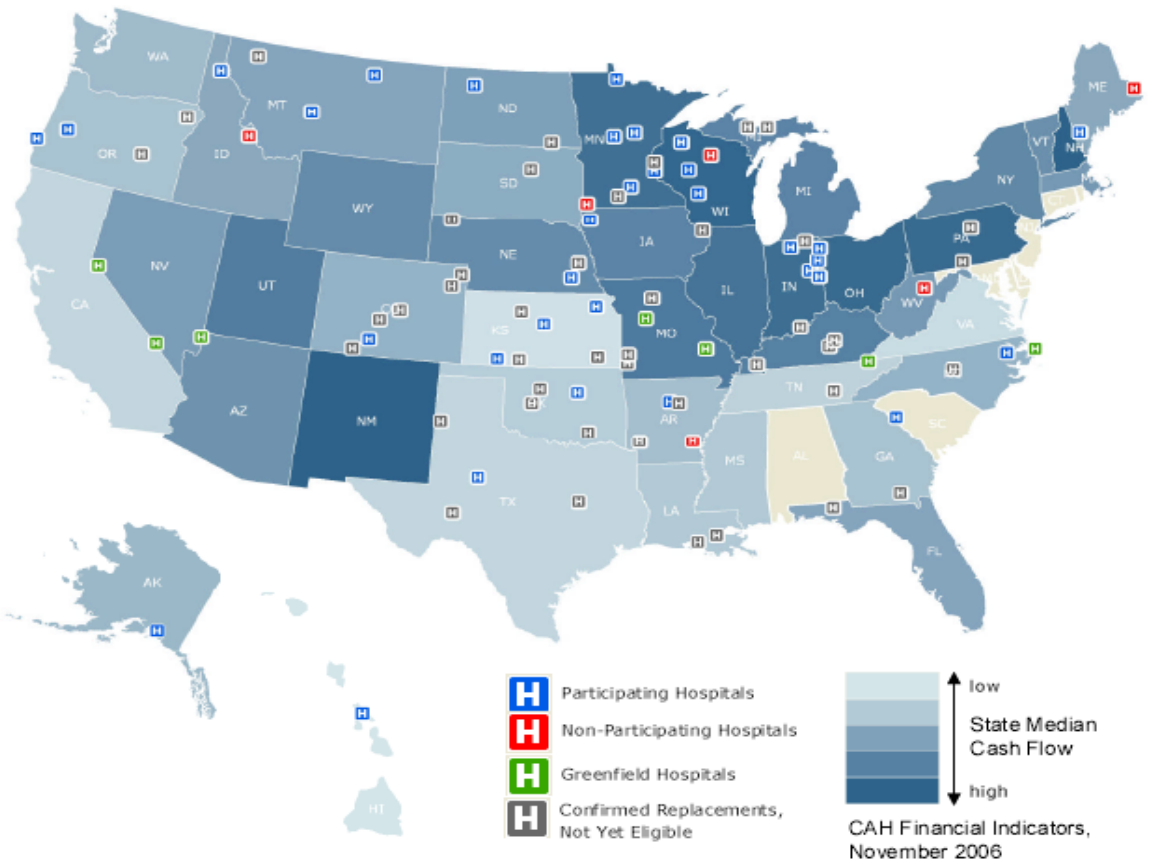 WA
MT
ND
MN
ME
VT
NH
OR
ID
SD
WI
MI
NY
WY
IA
NE
PA
NV
UT
IL
IN
OH
WV
CA
KS
MO
VA
AZ
NM
TN
AR
SC
MS
AL
GA
TX
LA
FL
AK
HI
H Participating Hospitals
H Non-Participating Hospitals
H Greenfield Hospitals
H Confirmed Replacements,
Not Yet Eligible
low
State Median
Cash Flow
high
CAH Financial Indicators,
November 2006